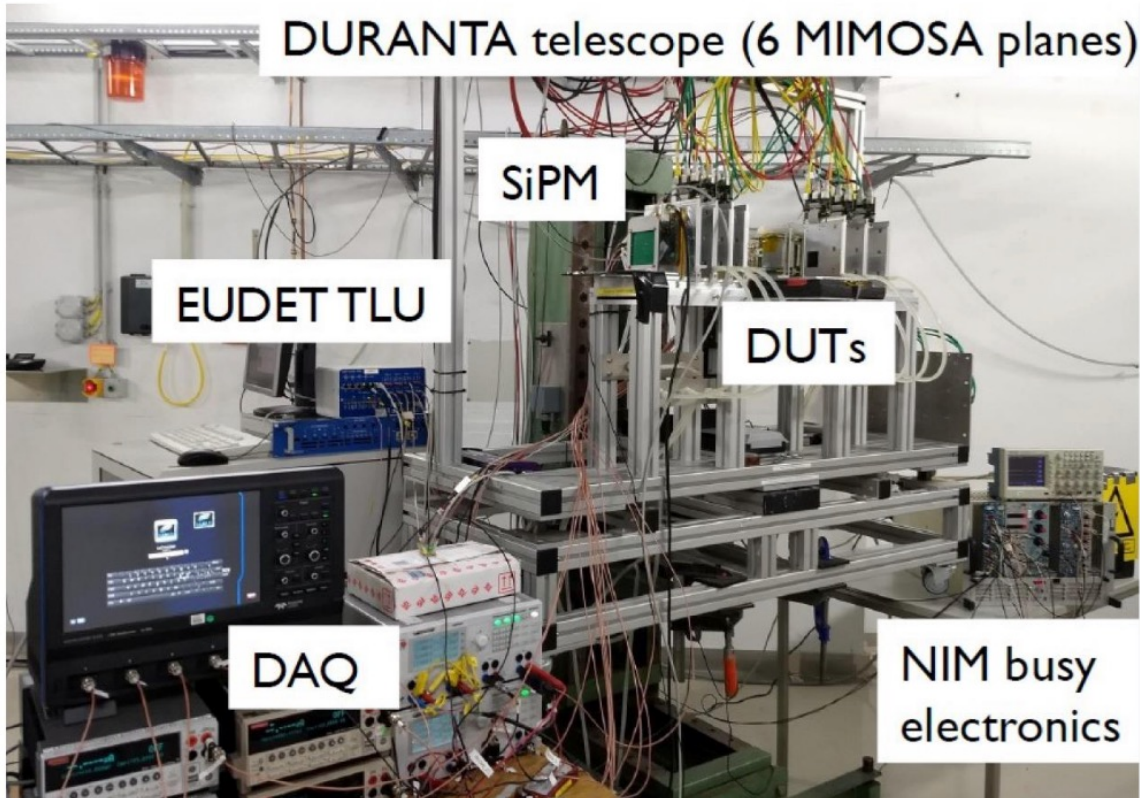 DURANTA telescope (6 MIMOSA planes)
SiPM
EUDET TLU
DUTs
DAQ
NIM busy
electronics